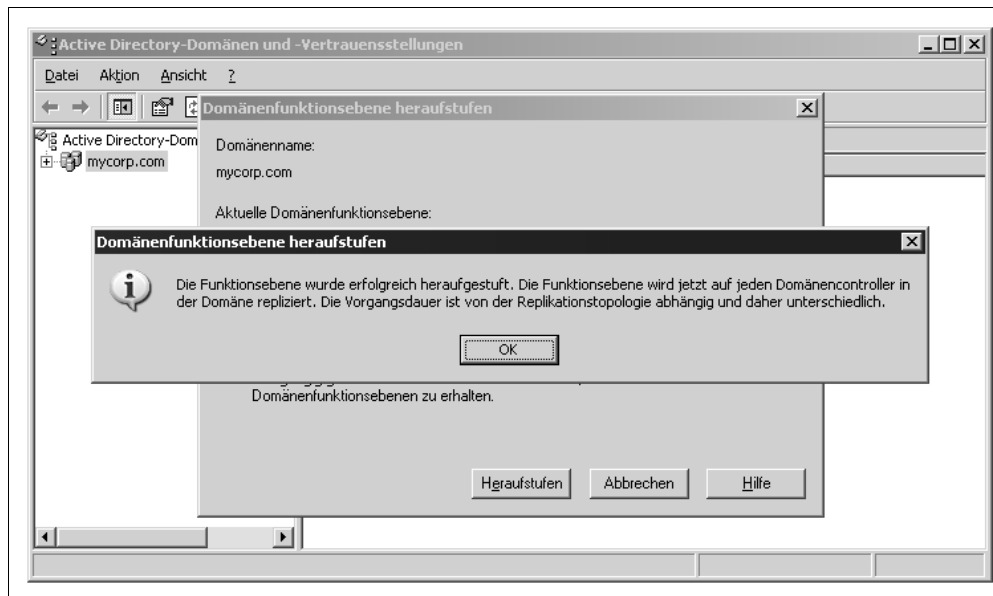 Active Directory-Domänen und -Vertrauensstellungen
Datei Aktion Ansicht ?
Domänenfunktionsebene heraufstufen
Active Directory-Dom
mycorp.com
Domänenname:
mycorp.com
Aktuelle Domänenfunktionsebene:
Domänenfunktionsebene heraufstufen
Die Funktionsebene wurde erfolgreich heraufgestuft. Die Funktionsebene wird jetzt auf jeden Domänencontroller in
der Domäne repliziert. Die Vorgangsdauer ist von der Replikationstopologie abhängig und daher unterschiedlich.
OK
Domänenfunktionsebenen zu erhalten.
Heraufstufen Abbrechen Hilfe